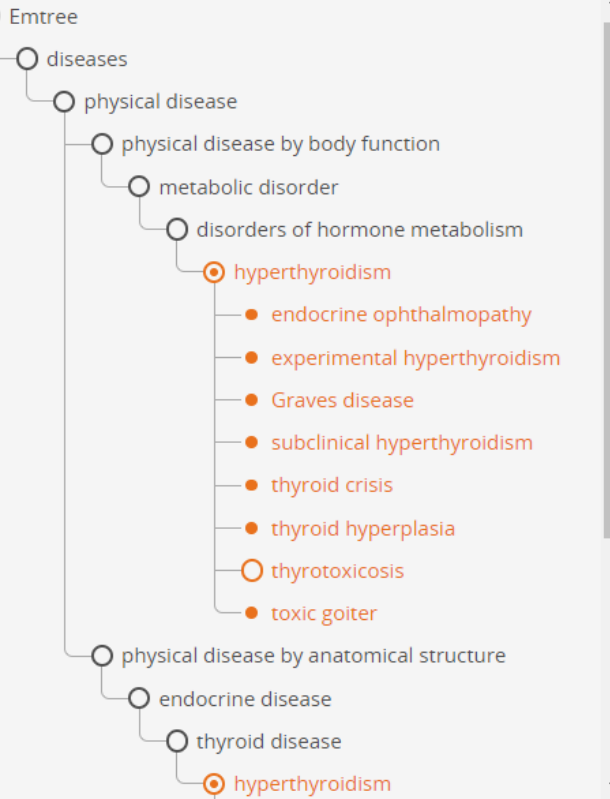 Emtree
diseases
physical disease
physical disease by body function
metabolic disorder
disorders of hormone metabolism
hyperthyroidism
endocrine ophthalmopathy
experimental hyperthyroidism
Graves disease
subclinical hyperthyroidism
thyroid crisis
thyroid hyperplasia
thyrotoxicosis
toxic goiter
physical disease by anatomical structure
endocrine disease
thyroid disease
hyperthyroidism